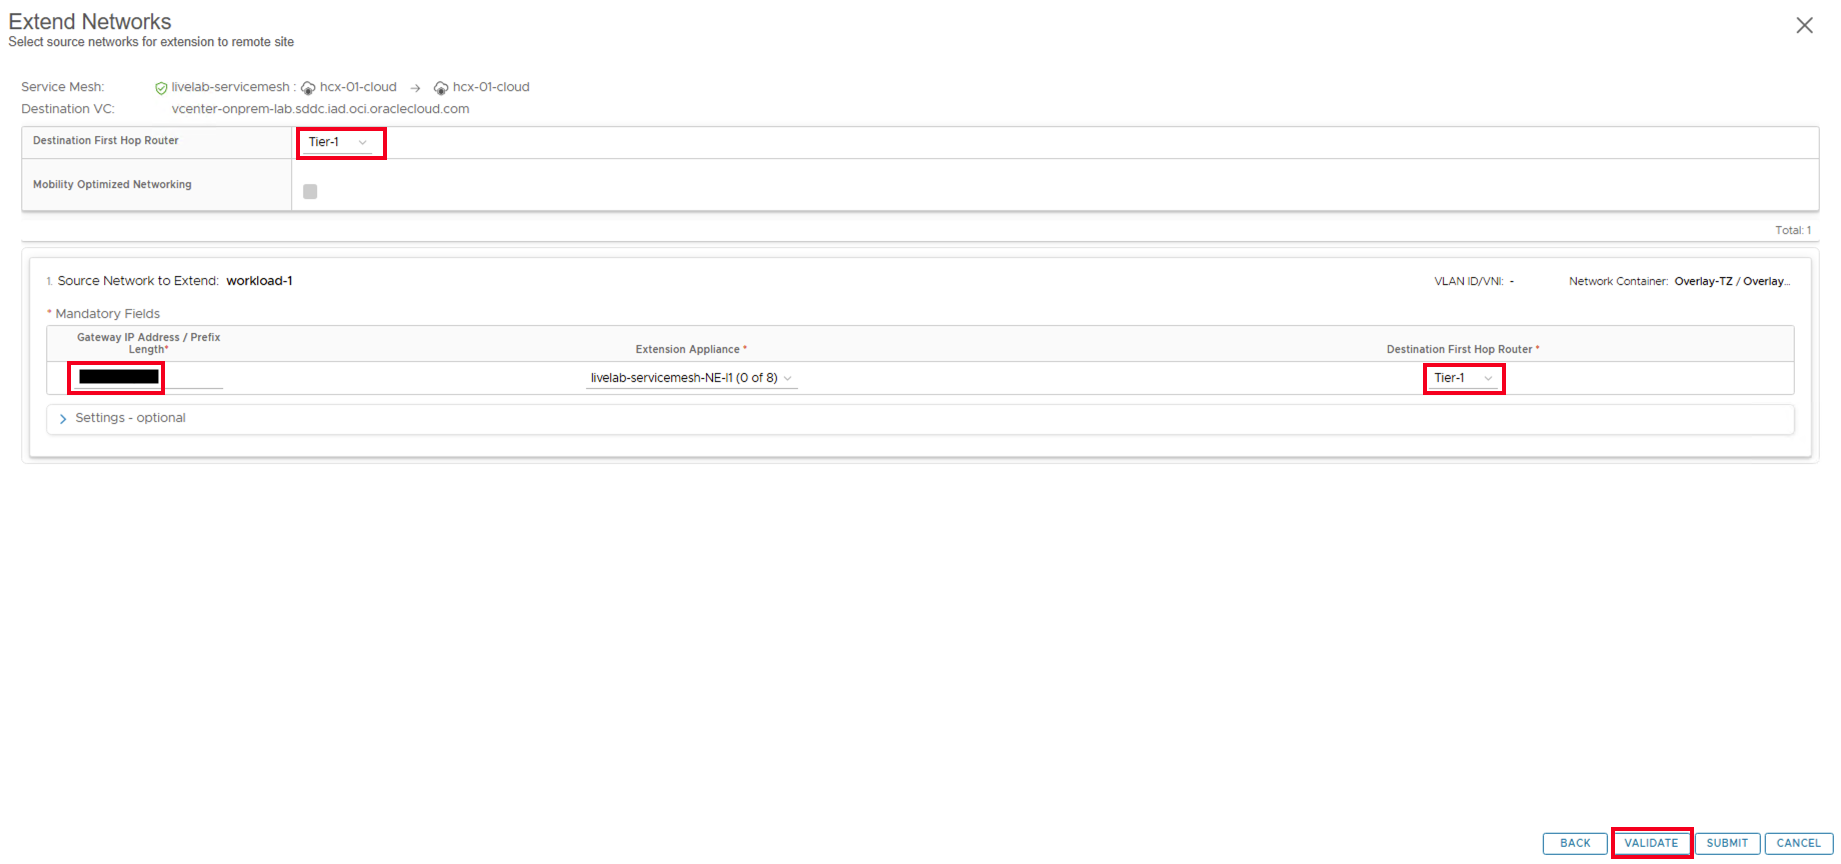 Extend Networks
Select source networks for extension to remote site
Service Mesh: livelab-servicemesh : hcx-01-cloud → hcx-01-cloud
Destination VC: vcenter-onprem-lab.sddc.iad.oci.oraclecloud.com
Destination First Hop Router Tier-1
Mobility Optimized Networking
Total: 1
1. Source Network to Extend: workload-1 VLAN ID/VNI: - Network Container: Overlay-TZ / Overlay...
* Mandatory Fields
Gateway IP Address / Prefix
Length* Extension Appliance * Destination First Hop Router *
livelab-servicemesh-NE-I1 (0 of 8) Tier-1
Settings - optional
BACK VALIDATE SUBMIT CANCEL